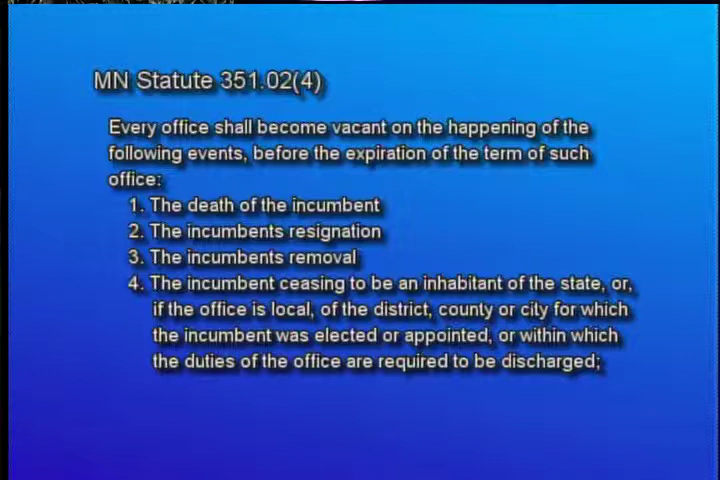 MN Statute 351.02(4)
Every office shall become vacant on the happening of the
following events, before the expiration of the term of such
office:
1. The death of the incumbent
2. The incumbents resignation
3. The incumbents removal
4. The incumbent ceasing to be an inhabitant of the state, or,
if the office is local, of the district, county or city for which
the incumbent was elected or appointed, or within which
the duties of the office are required to be discharged;